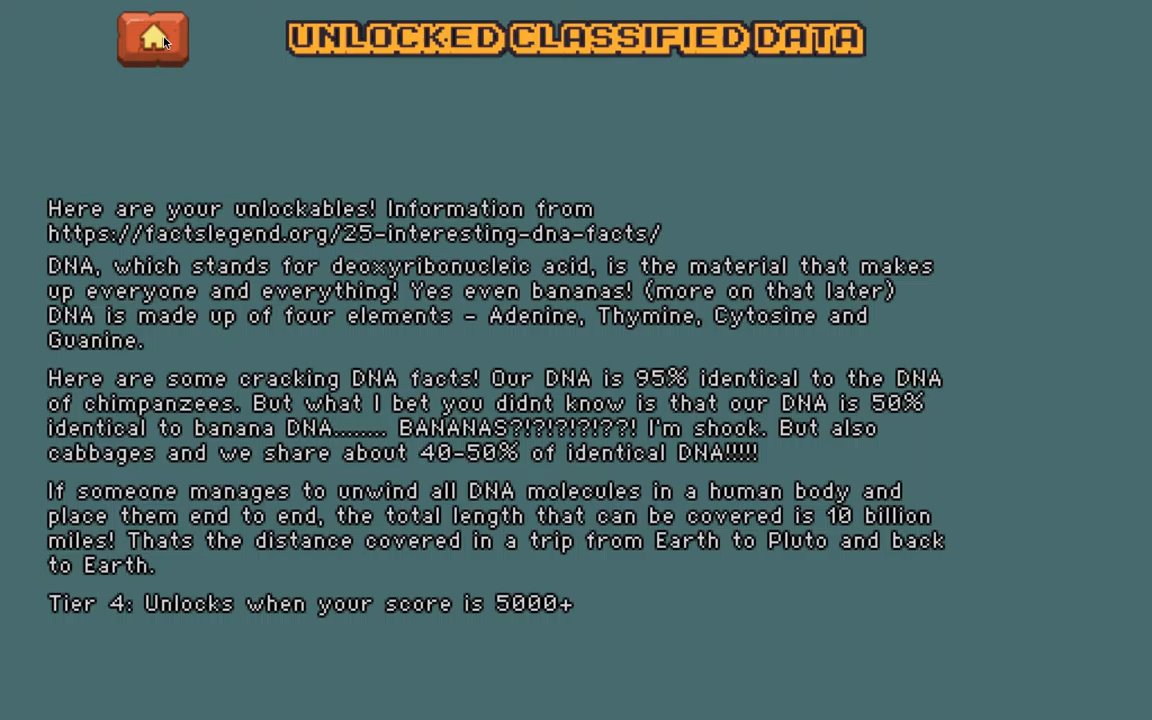 UNLOCKED CLASSIFIED DATA
Here are your unlockables! Information from
https://factslegend.org/25-interesting-dna-facts/
DNA, which stands for deoxyribonucleic acid, is the material that makes
up everyone and everything! Yes even bananas! (more on that later)
DNA is made up of four elements - Adenine, Thymine, Cytosine and
Guanine.
Here are some cracking DNA facts! Our DNA is 95% identical to the DNA
of chimpanzees. But what I bet you didnt know is that our DNA is 50%
identical to banana DNA........ BANANAS?!?!?!?!??! I'm shook. But also
cabbages and we share about 40-50% of identical DNA!!!!!
If someone manages to unwind all DNA molecules in a human body and
place them end to end, the total length that can be covered is 10 billion
miles! Thats the distance covered in a trip from Earth to Pluto and back
to Earth.
Tier 4: Unlocks when your score is 5000+